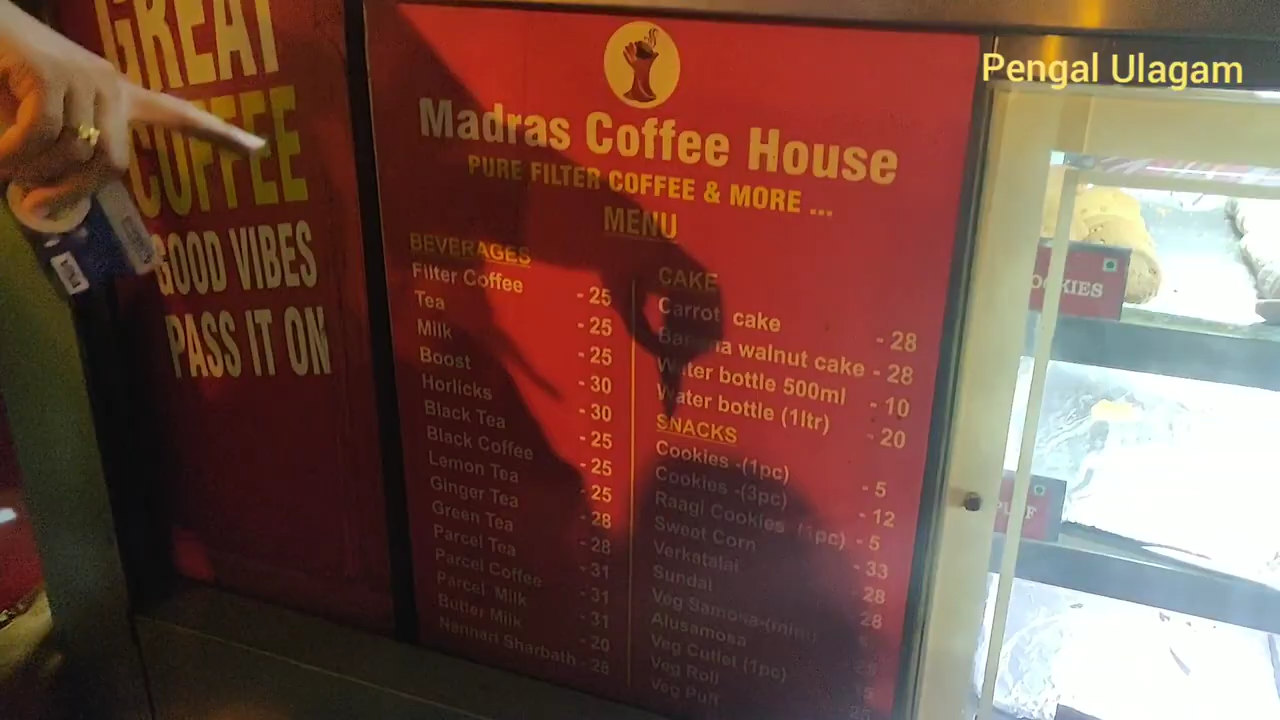 GREAT
COFFEE
GOOD VIBES
PASS IT ON
Madras Coffee House
PURE FILTER COFFEE & MORE ...
MENU
BEVERAGES
Filter Coffee - 25
Tea - 25
Milk - 25
Boost - 30
Horlicks - 30
Black Tea - 25
Black Coffee - 25
Lemon Tea - 25
Ginger Tea - 28
Green Tea - 28
Parcel Tea - 31
Parcel Coffee - 31
Parcel Milk - 31
Butter Milk - 20
Nannari Sharbath - 28
CAKE
Carrot cake - 28
Banana walnut cake - 28
Water bottle 500ml - 10
Water bottle (1ltr) - 20
SNACKS
Cookies -(1pc) - 5
Cookies -(3pc) - 12
Raagi Cookies (1pc) - 5
Sweet Corn - 33
Verkatalai - 28
Sundal 28
Veg Samosa-(mini)
Alusamosa
Veg Cutlet (1pc)
Veg Roll
Veg Puff
Pengal Ulagam
OOKIES